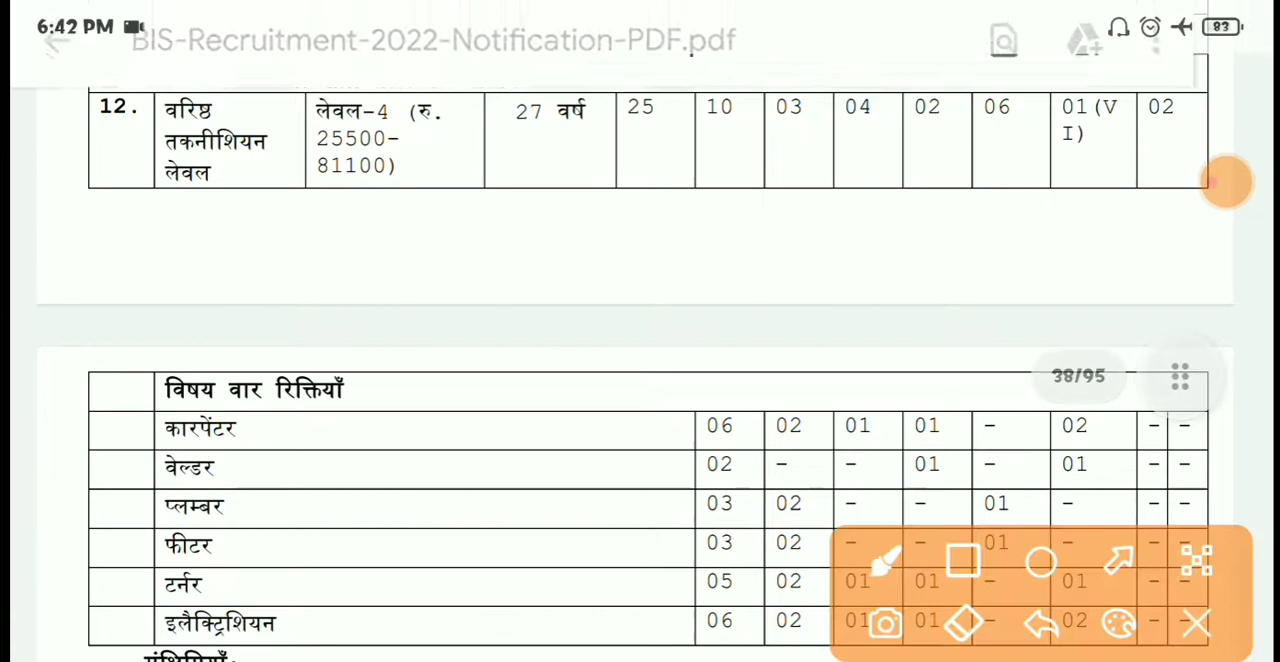 6:42 PM 83
BIS-Recruitment-2022-Notification-PDF.pdf
12. वरिष्ठ तकनीशियन लेवल लेवल-4 (रु. 25500-81100) 27 वर्ष 25 10 03 04 02 06 01(VI) 02
38/95
विषय वार रिक्तियाँ
कारपेंटर 06 02 01 01 - 02 - -
वेल्डर 02 - - 01 - 01 - -
प्लम्बर 03 02 - - 01 - - -
फीटर 03 02 - - 01 - - -
टर्नर 05 02 01 01 - 01 - -
इलैक्ट्रिशियन 06 02 01 01 - 02 - -